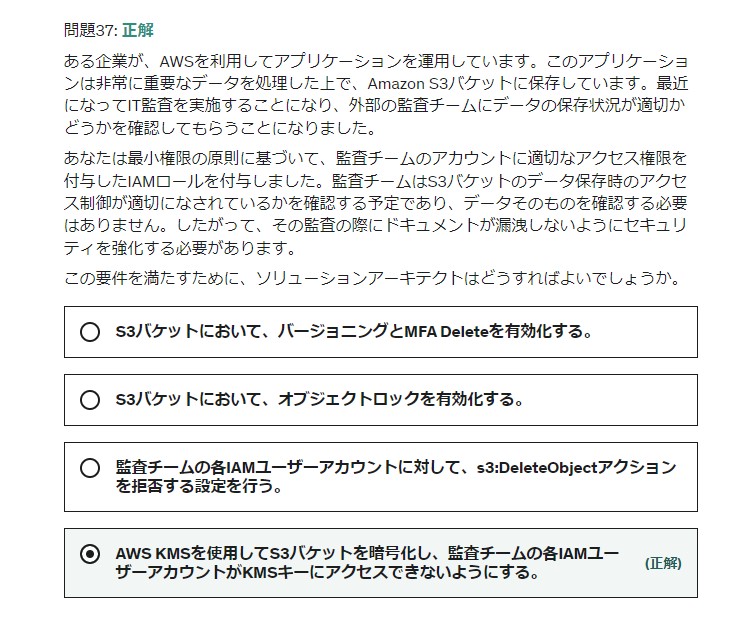 問題37: 正解
ある企業が、AWSを利用してアプリケーションを運用しています。このアプリケーショ
ンは非常に重要なデータを処理した上で、Amazon S3バケットに保存しています。最近
になってIT監査を実施することになり、外部の監査チームにデータの保存状況が適切か
どうかを確認してもらうことになりました。
あなたは最小権限の原則に基づいて、監査チームのアカウントに適切なアクセス権限を
付与したIAMロールを付与しました。監査チームはS3バケットのデータ保存時のアクセ
ス制御が適切になされているかを確認する予定であり、データそのものを確認する必要
はありません。したがって、その監査の際にドキュメントが漏洩しないようにセキュリ
ティを強化する必要があります。
この要件を満たすために、ソリューションアーキテクトはどうすればよいでしょうか。
S3バケットにおいて、バージョニングとMFA Deleteを有効化する。
S3バケットにおいて、オブジェクトロックを有効化する。
監査チームの各IAMユーザーアカウントに対して、s3:DeleteObjectアクション
を拒否する設定を行う。
AWS KMSを使用してS3バケットを暗号化し、監査チームの各IAMユー
ザーアカウントがKMSキーにアクセスできないようにする。
(正解)